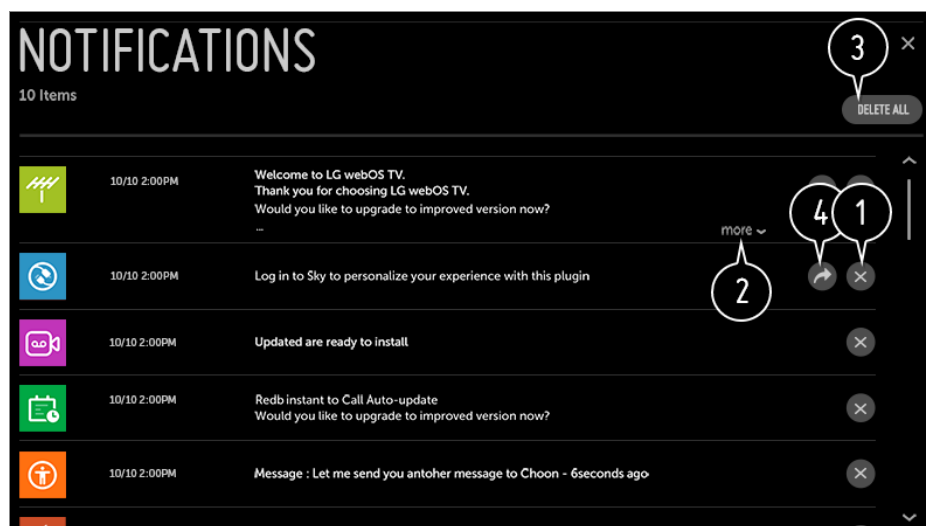 NOTIFICATIONS
10 Items
3
DELETE ALL
10/10 2:00PM
Welcome to LG webOS TV.
Thank you for choosing LG webOS TV.
Would you like to upgrade to improved version now?
...
more
4
1
10/10 2:00PM
Log in to Sky to personalize your experience with this plugin
2
10/10 2:00PM
Updated are ready to install
10/10 2:00PM
Redb instant to Call Auto-update
Would you like to upgrade to improved version now?
10/10 2:00PM
Message : Let me send you antoher message to Choon - 6seconds ago